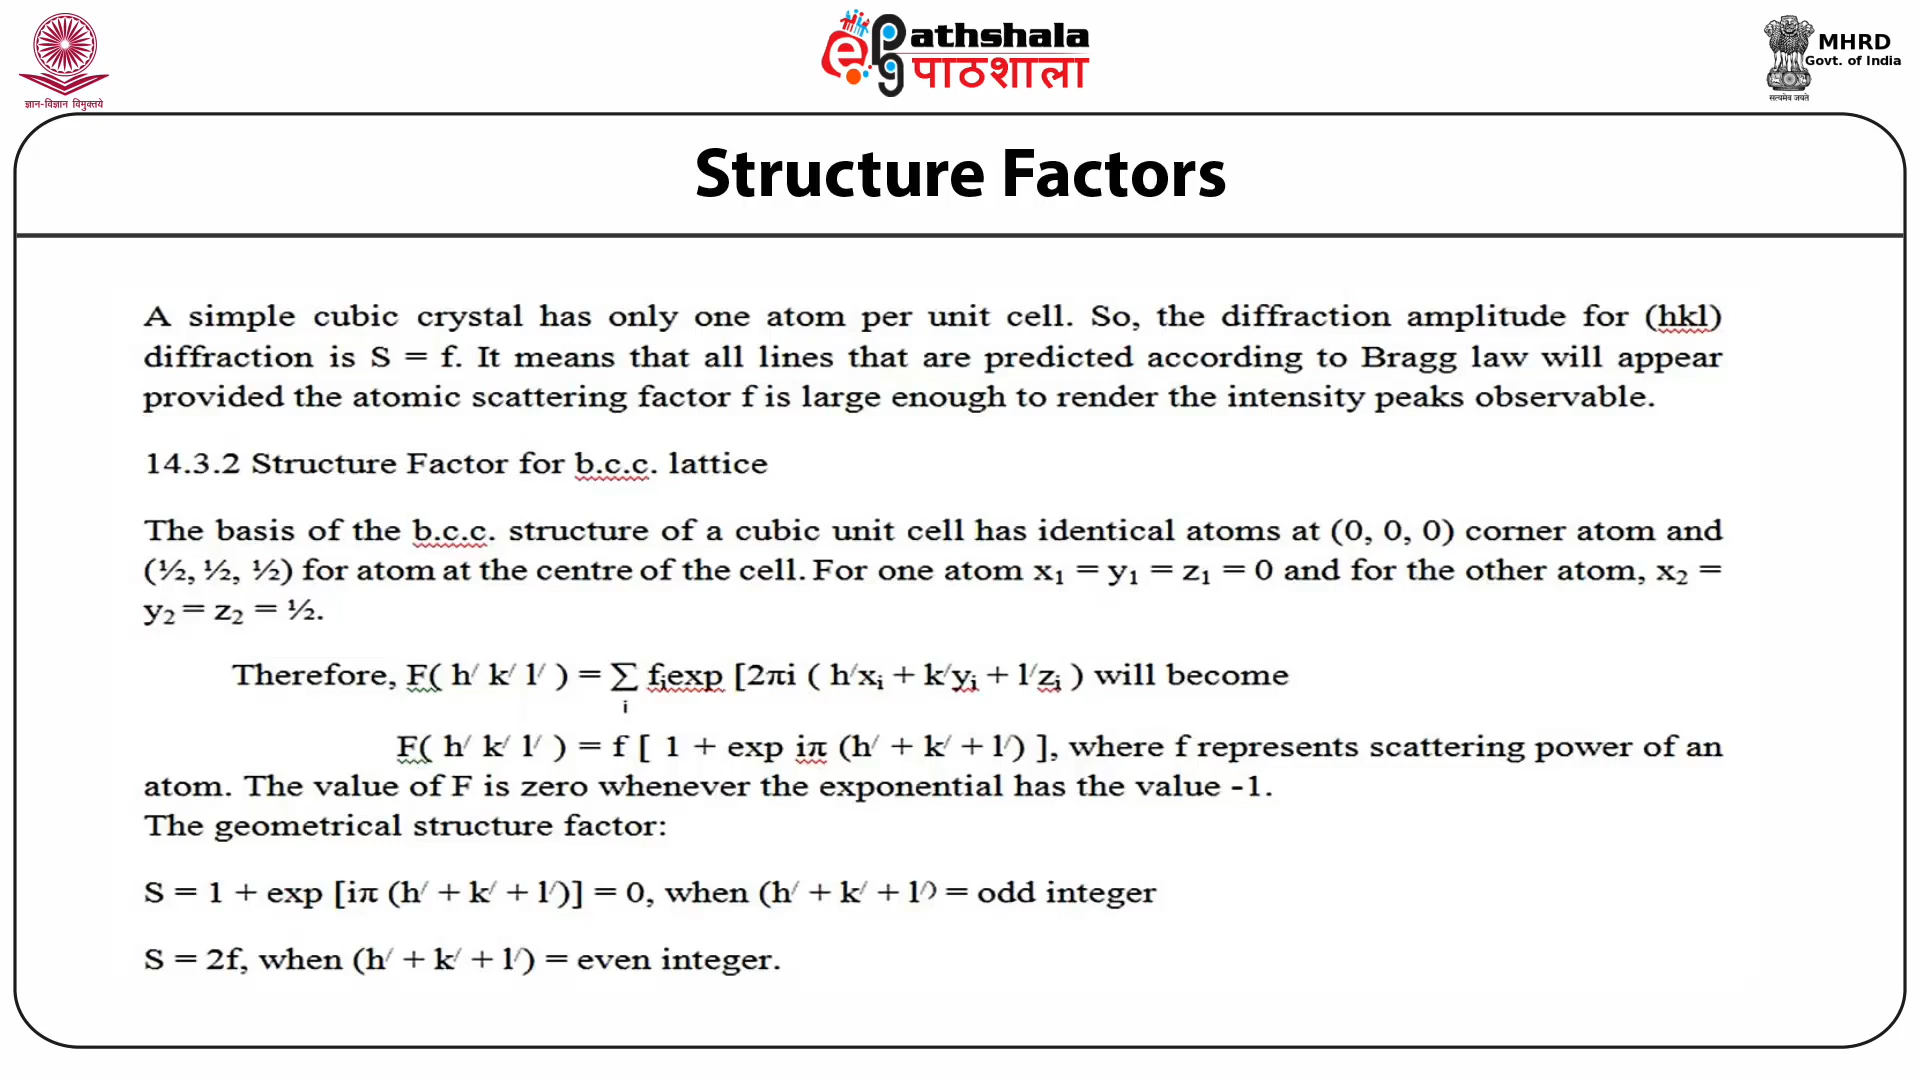 ज्ञान-विज्ञान विमुक्तये
ePathshala
पाठशाला
सत्यमेव जयते
MHRD
Govt. of India
Structure Factors
A simple cubic crystal has only one atom per unit cell. So, the diffraction amplitude for (hkl)
diffraction is S = f. It means that all lines that are predicted according to Bragg law will appear
provided the atomic scattering factor f is large enough to render the intensity peaks observable.
14.3.2 Structure Factor for b.c.c. lattice
The basis of the b.c.c. structure of a cubic unit cell has identical atoms at (0, 0, 0) corner atom and
(½, ½, ½) for atom at the centre of the cell. For one atom x₁ = y₁ = z₁ = 0 and for the other atom, x₂ =
y₂ = z₂ = ½.
Therefore, F( h′ k′ l′ ) = ∑ fᵢexp [2πi ( h′xᵢ + k′yᵢ + l′zᵢ ) will become
i
F( h′ k′ l′ ) = f [ 1 + exp iπ (h′ + k′ + l′) ], where f represents scattering power of an
atom. The value of F is zero whenever the exponential has the value -1.
The geometrical structure factor:
S = 1 + exp [iπ (h′ + k′ + l′)] = 0, when (h′ + k′ + l′) = odd integer
S = 2f, when (h′ + k′ + l′) = even integer.